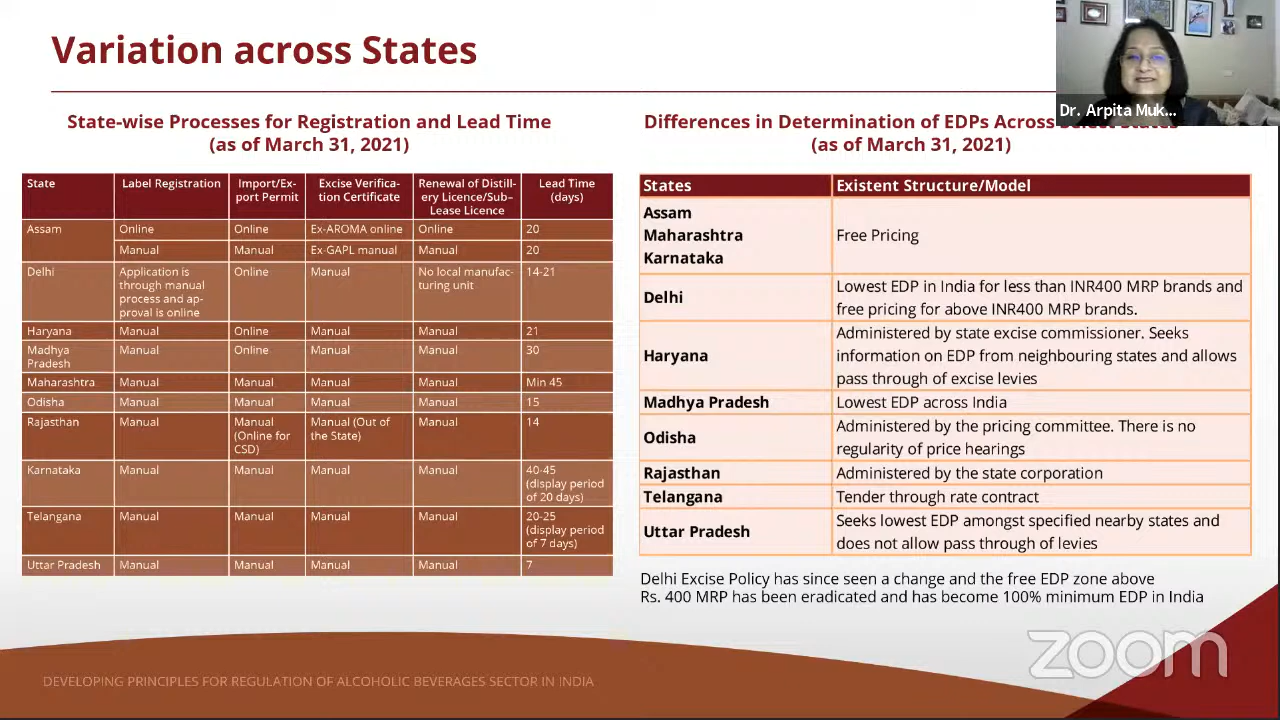 Variation across States
Dr. Arpita Muk...
State-wise Processes for Registration and Lead Time
(as of March 31, 2021)
State
Label Registration
Import/Ex-
port Permit
Excise Verifica-
tion Certificate
Renewal of Distill-
ery Licence/Sub–
Lease Licence
Lead Time
(days)
Assam
Online
Online
Ex-AROMA online
Online
20
Manual
Manual
Ex-GAPL manual
Manual
20
Delhi
Application is
through manual
process and ap-
proval is online
Online
Manual
No local manufac-
turing unit
14-21
Haryana
Manual
Online
Manual
Manual
21
Madhya
Pradesh
Manual
Online
Manual
Manual
30
Maharashtra
Manual
Manual
Manual
Manual
Min 45
Odisha
Manual
Manual
Manual
Manual
15
Rajasthan
Manual
Manual
(Online for
CSD)
Manual (Out of
the State)
Manual
14
Karnataka
Manual
Manual
Manual
Manual
40-45
(display period
of 20 days)
Telangana
Manual
Manual
Manual
Manual
20-25
(display period
of 7 days)
Uttar Pradesh
Manual
Manual
Manual
Manual
7
Differences in Determination of EDPs Across Select States
(as of March 31, 2021)
States
Existent Structure/Model
Assam
Maharashtra
Karnataka
Free Pricing
Delhi
Lowest EDP in India for less than INR400 MRP brands and
free pricing for above INR400 MRP brands.
Haryana
Administered by state excise commissioner. Seeks
information on EDP from neighbouring states and allows
pass through of excise levies
Madhya Pradesh
Lowest EDP across India
Odisha
Administered by the pricing committee. There is no
regularity of price hearings
Rajasthan
Administered by the state corporation
Telangana
Tender through rate contract
Uttar Pradesh
Seeks lowest EDP amongst specified nearby states and
does not allow pass through of levies
Delhi Excise Policy has since seen a change and the free EDP zone above
Rs. 400 MRP has been eradicated and has become 100% minimum EDP in India
zoom
DEVELOPING PRINCIPLES FOR REGULATION OF ALCOHOLIC BEVERAGES SECTOR IN INDIA